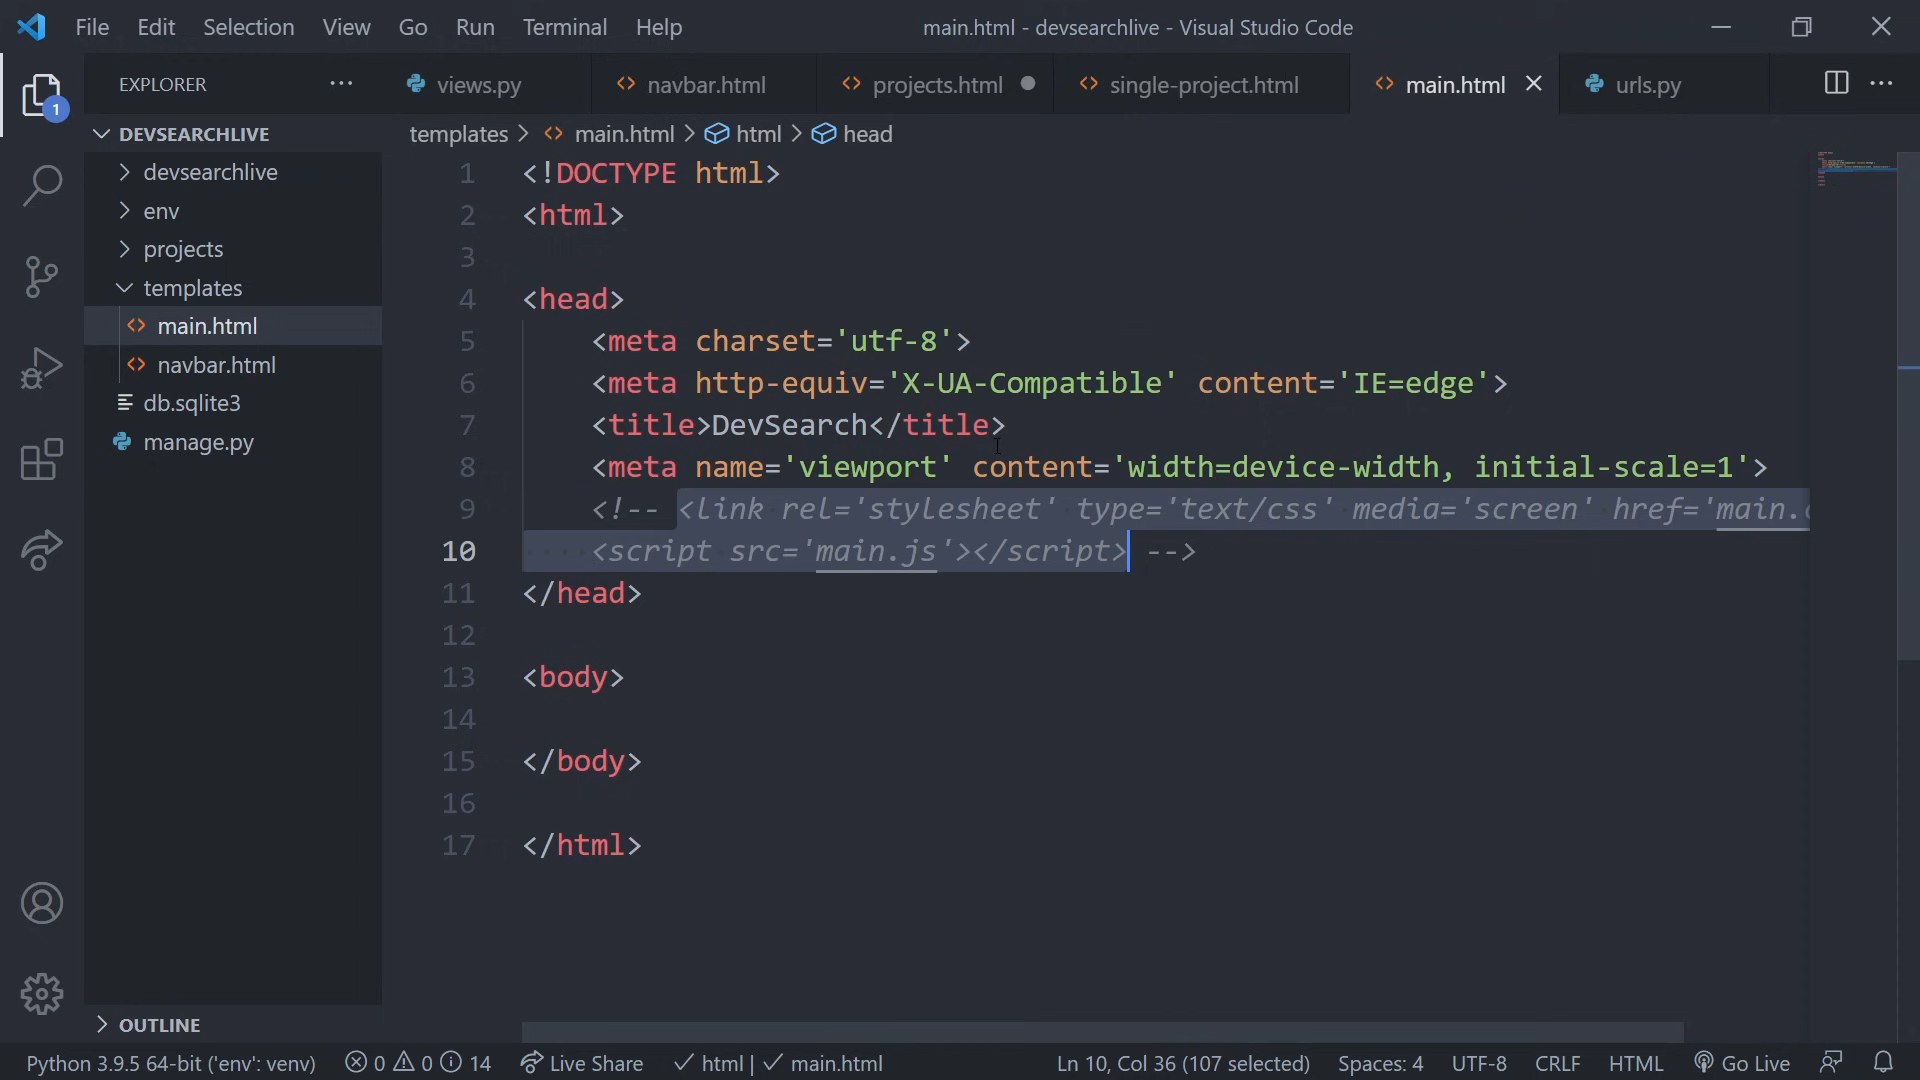 File Edit Selection View Go Run Terminal Help
main.html - devsearchlive - Visual Studio Code
EXPLORER
views.py
navbar.html
projects.html
single-project.html
main.html
urls.py
1
DEVSEARCHLIVE
devsearchlive
env
projects
templates
main.html
navbar.html
db.sqlite3
manage.py
OUTLINE
templates > main.html > html > head
1 <!DOCTYPE html>
2 <html>
3
4 <head>
5 <meta charset='utf-8'>
6 <meta http-equiv='X-UA-Compatible' content='IE=edge'>
7 <title>DevSearch</title>
8 <meta name='viewport' content='width=device-width, initial-scale=1'>
9 <!-- <link rel='stylesheet' type='text/css' media='screen' href='main.
10 <script src='main.js'></script> -->
11 </head>
12
13 <body>
14
15 </body>
16
17 </html>
Python 3.9.5 64-bit ('env': venv) 0 0 14 Live Share html | main.html Ln 10, Col 36 (107 selected) Spaces: 4 UTF-8 CRLF HTML Go Live